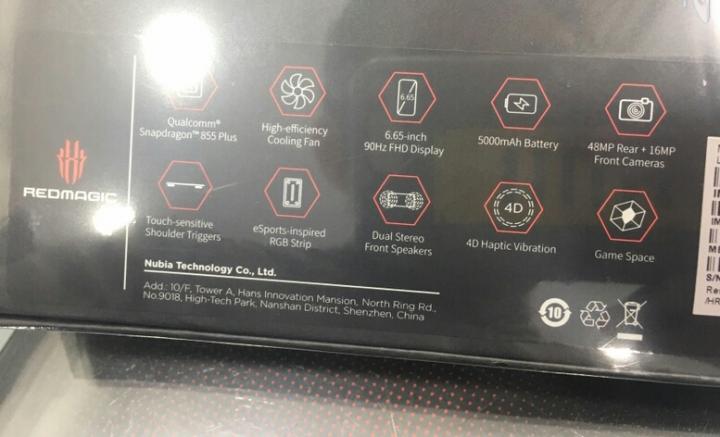 REDMAGIC
Qualcomm®
Snapdragon™ 855 Plus
High-efficiency
Cooling Fan
6.65
6.65-inch
90Hz FHD Display
5000mAh Battery
48MP Rear + 16MP
Front Cameras
Touch-sensitive
Shoulder Triggers
eSports-inspired
RGB Strip
Dual Stereo
Front Speakers
4D
4D Haptic Vibration
Game Space
Nubia Technology Co., Ltd.
Add.: 10/F, Tower A, Hans Innovation Mansion, North Ring Rd.,
No.9018, High-Tech Park, Nanshan District, Shenzhen, China
10
S/N